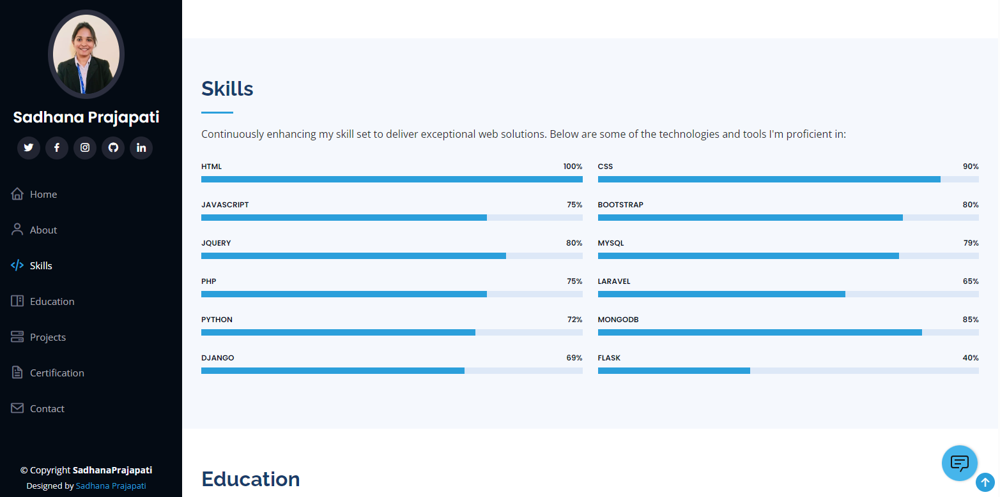 Sadhana Prajapati
Home
About
Skills
Education
Projects
Certification
Contact
© Copyright SadhanaPrajapati
Designed by Sadhana Prajapati
Skills
Continuously enhancing my skill set to deliver exceptional web solutions. Below are some of the technologies and tools I'm proficient in:
HTML 100%
CSS 90%
JAVASCRIPT 75%
BOOTSTRAP 80%
JQUERY 80%
MYSQL 79%
PHP 75%
LARAVEL 65%
PYTHON 72%
MONGODB 85%
DJANGO 69%
FLASK 40%
Education